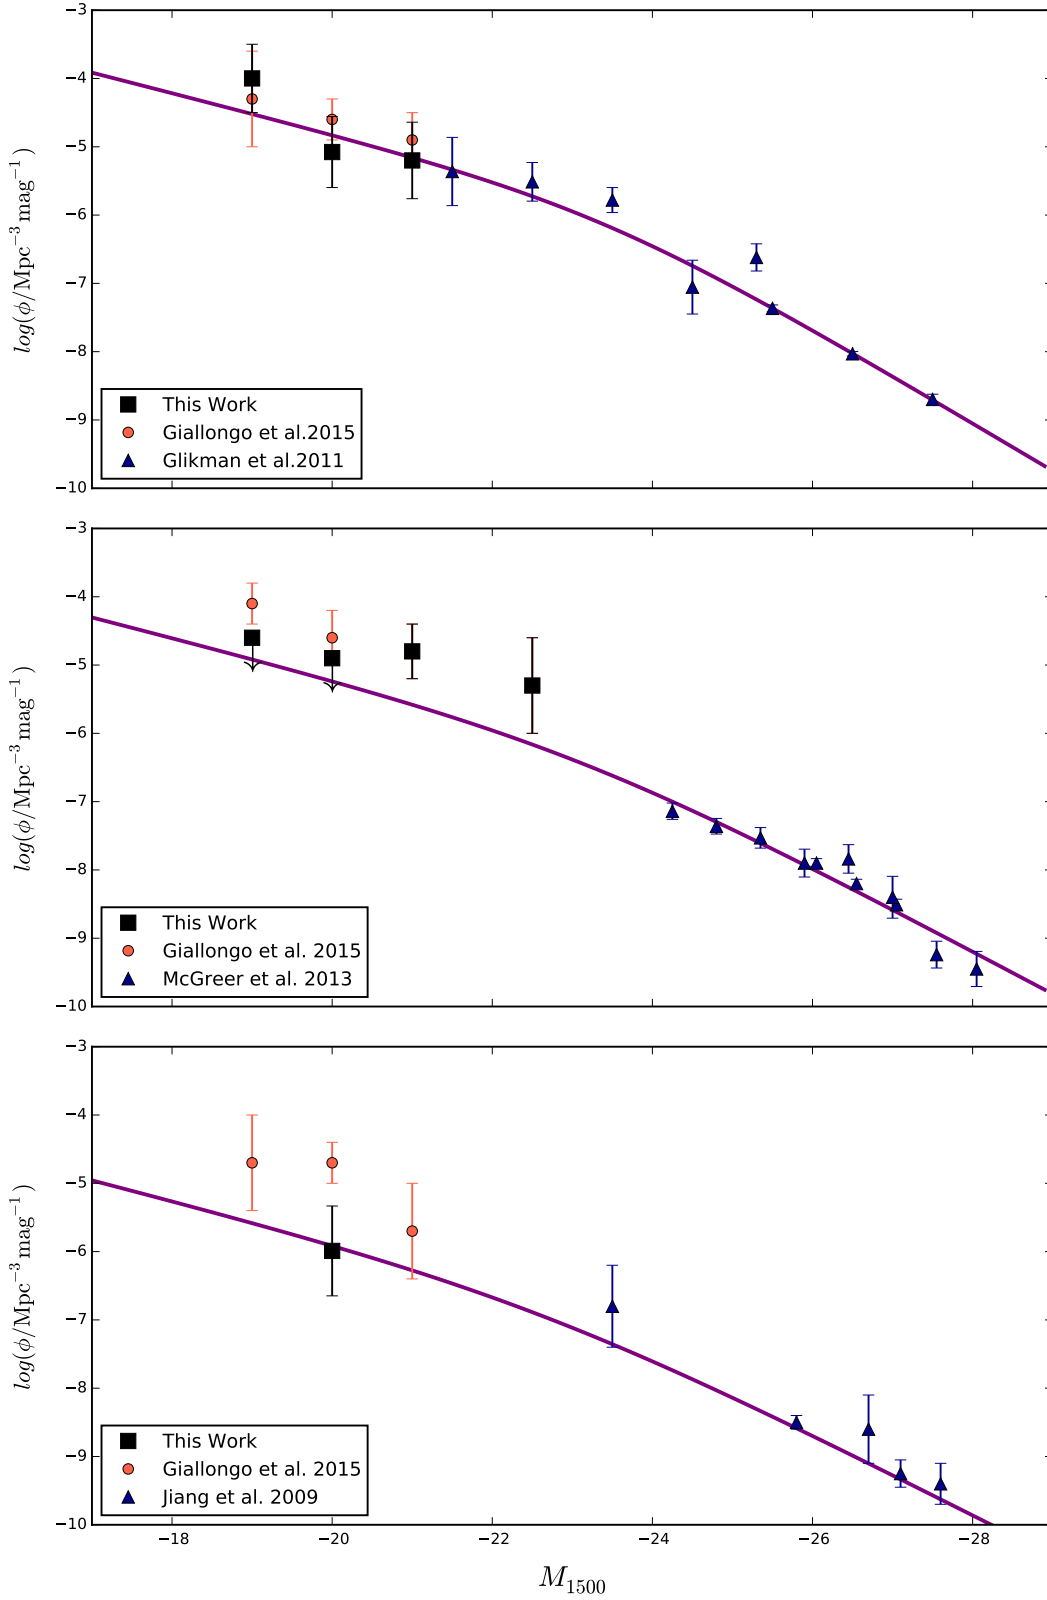 −3
−4
−5
−6
−7
−8
−9
−10
log(ϕ/Mpc⁻³ mag⁻¹)
This Work
Giallongo et al.2015
Glikman et al.2011
−3
−4
−5
−6
−7
−8
−9
−10
log(ϕ/Mpc⁻³ mag⁻¹)
This Work
Giallongo et al. 2015
McGreer et al. 2013
−3
−4
−5
−6
−7
−8
−9
−10
log(ϕ/Mpc⁻³ mag⁻¹)
This Work
Giallongo et al. 2015
Jiang et al. 2009
−18 −20 −22 −24 −26 −28
M₁₅₀₀